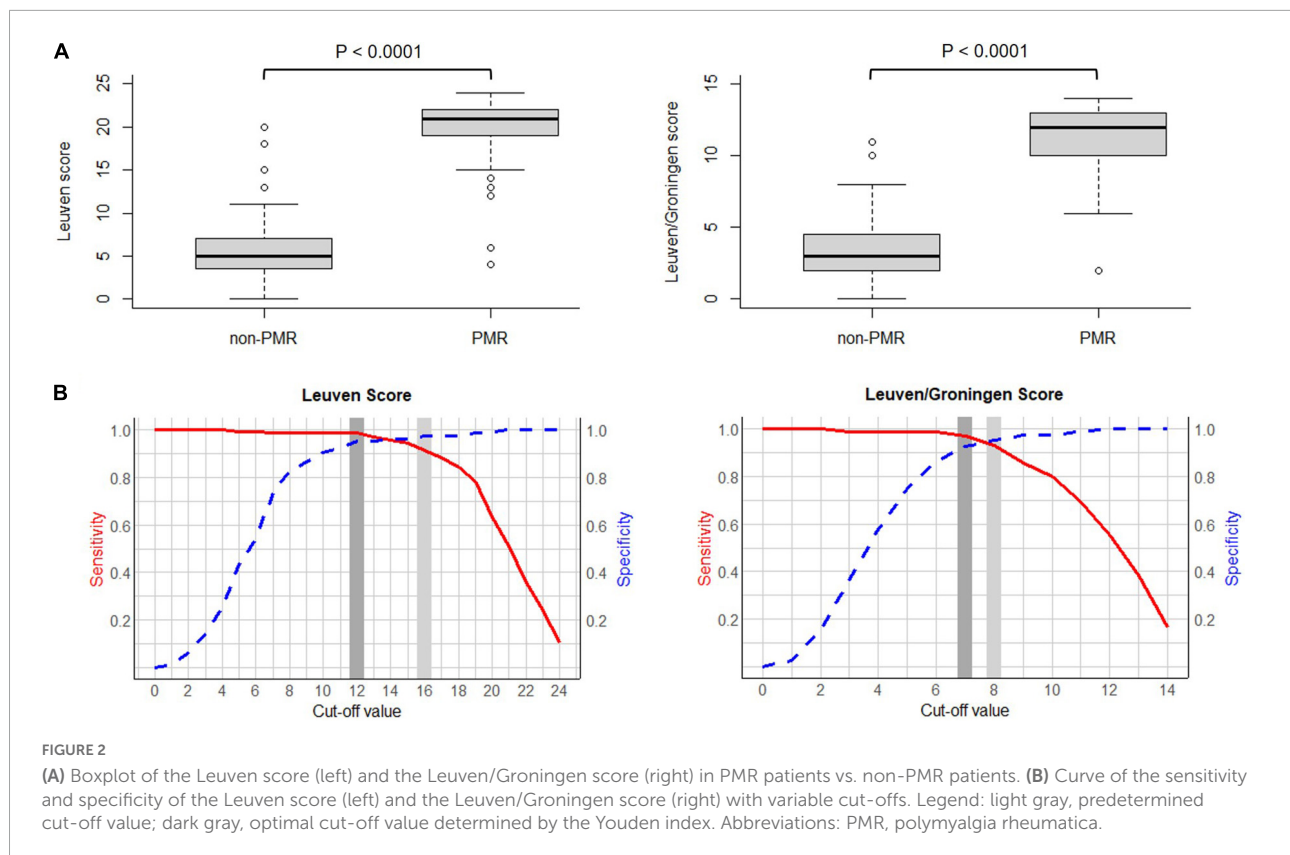 A
P < 0.0001
Leuven score
25
20
15
10
5
0
non-PMR
PMR
P < 0.0001
Leuven/Groningen score
15
10
5
0
non-PMR
PMR
B
Leuven Score
Sensitivity
1.0
0.8
0.6
0.4
0.2
1.0
0.8
0.6
0.4
0.2
Specificity
0 2 4 6 8 10 12 14 16 18 20 22 24
Cut-off value
Leuven/Groningen Score
Sensitivity
1.0
0.8
0.6
0.4
0.2
1.0
0.8
0.6
0.4
0.2
Specificity
0 2 4 6 8 10 12 14
Cut-off value
FIGURE 2
(A) Boxplot of the Leuven score (left) and the Leuven/Groningen score (right) in PMR patients vs. non-PMR patients. (B) Curve of the sensitivity
and specificity of the Leuven score (left) and the Leuven/Groningen score (right) with variable cut-offs. Legend: light gray, predetermined
cut-off value; dark gray, optimal cut-off value determined by the Youden index. Abbreviations: PMR, polymyalgia rheumatica.